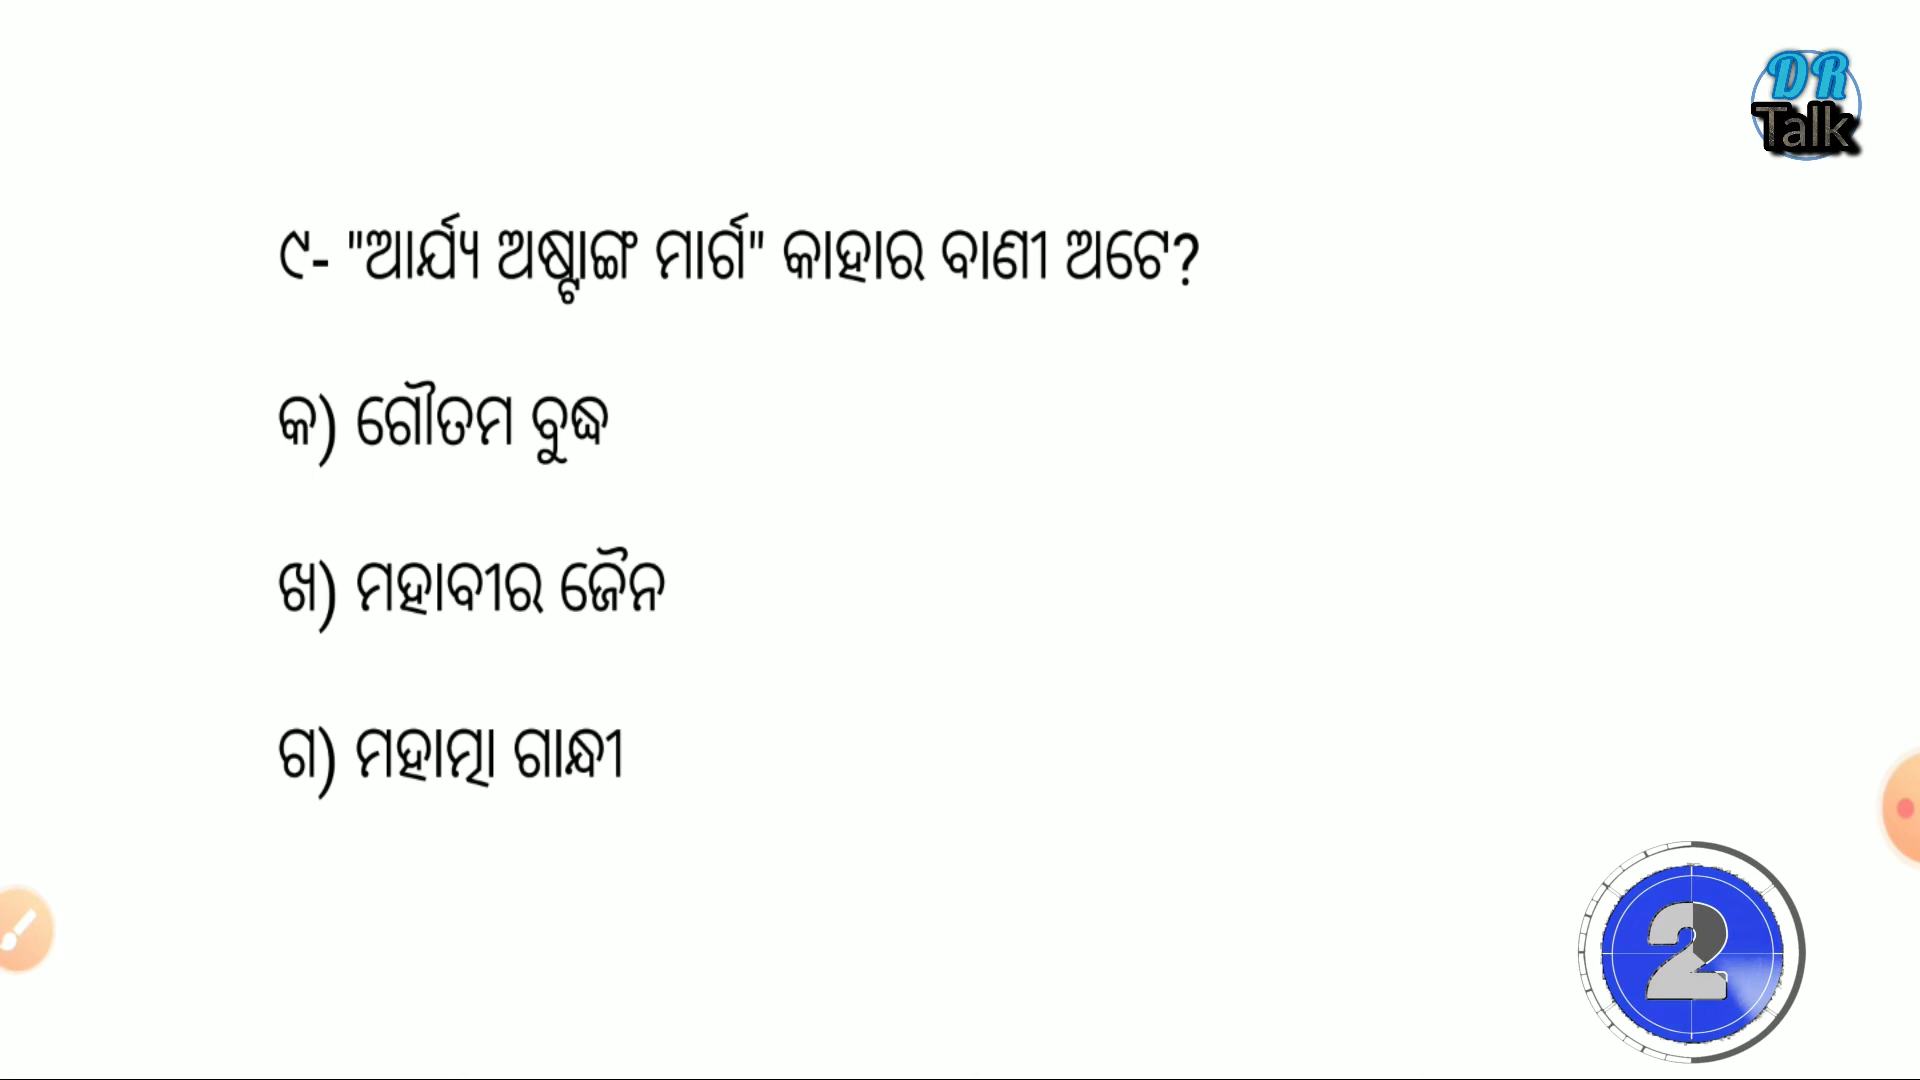 DR
Talk
୯- "ଆର୍ଯ୍ୟ ଅଷ୍ଟାଙ୍ଗ ମାର୍ଗ" କାହାର ବାଣୀ ଅଟେ?
କ) ଗୌତମ ବୁଦ୍ଧ
ଖ) ମହାବୀର ଜୈନ
ଗ) ମହାତ୍ମା ଗାନ୍ଧୀ
2